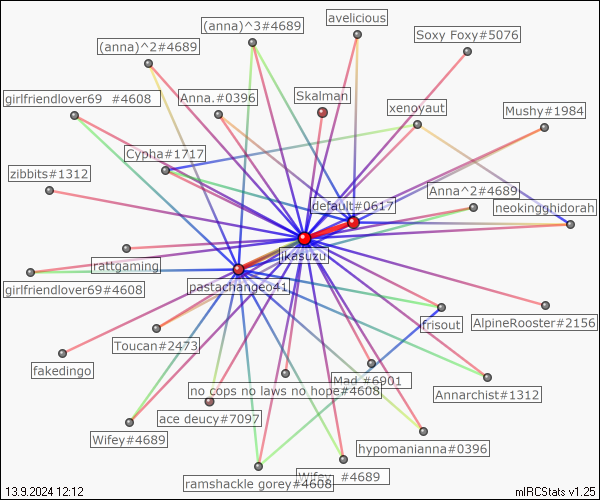 avelicious
(anna)^3#4689
Soxy Foxy#5076
(anna)^2#4689
girlfriendlover69 #4608
Anna.#0396
Skalman
xenoyaut
Mushy#1984
Cypha#1717
zibbits#1312
Anna^2#4689
default#0617
neokingghidorah
ikasuzu
rattgaming
girlfriendlover69#4608
pastachangeo41
frisout
AlpineRooster#2156
Toucan#2473
fakedingo
Mad #6901
no cops no laws no hope#4608
Annarchist#1312
ace deucy#7097
Wifey#4689
hypomanianna#0396
Wifey #4689
ramshackle gorey#4608
13.9.2024 12:12
mIRCStats v1.25